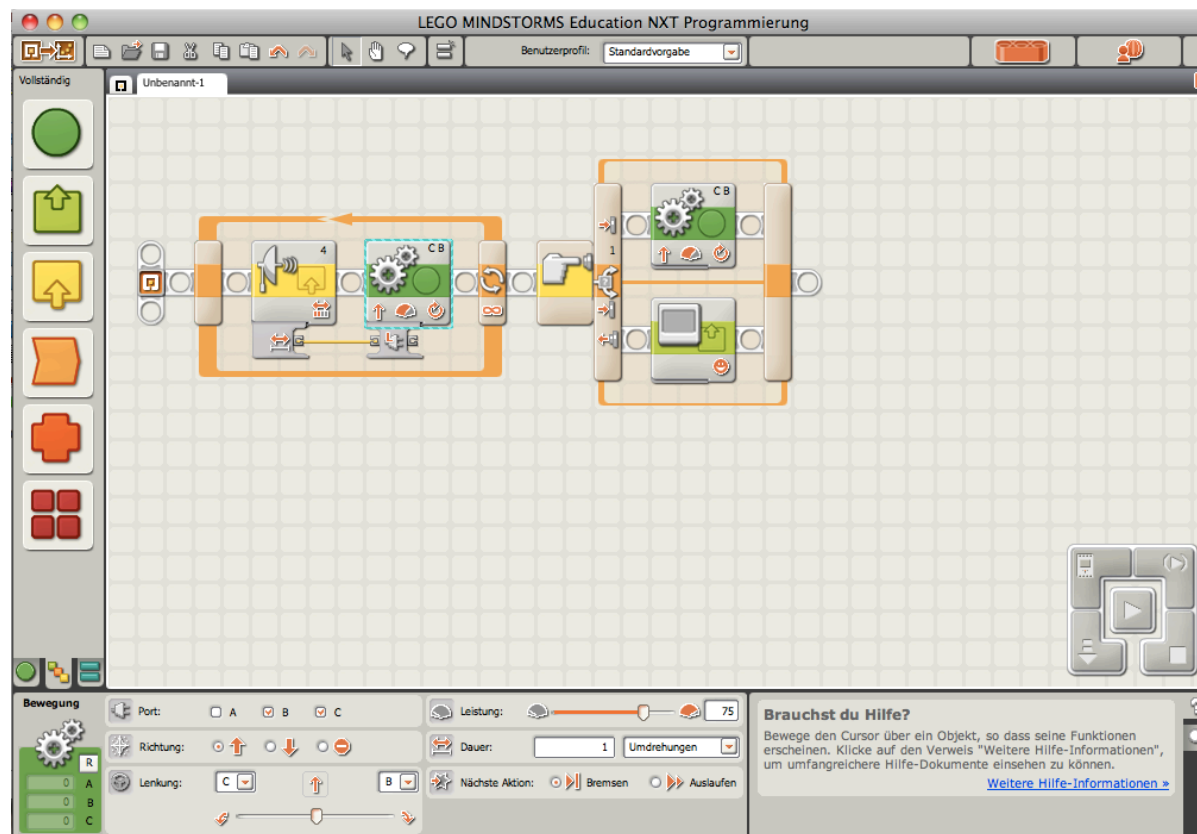 LEGO MINDSTORMS Education NXT Programmierung
Benutzerprofil: Standardvorgabe
Vollständig
Unbenannt-1
4
C B
C B
1
Bewegung
R
0 A
0 B
0 C
Port: A B C
Richtung:
Lenkung: C B
Leistung: 75
Dauer: 1 Umdrehungen
Nächste Aktion: Bremsen Auslaufen
Brauchst du Hilfe?
Bewege den Cursor über ein Objekt, so dass seine Funktionen
erscheinen. Klicke auf den Verweis "Weitere Hilfe-Informationen",
um umfangreichere Hilfe-Dokumente einsehen zu können.
Weitere Hilfe-Informationen »
?